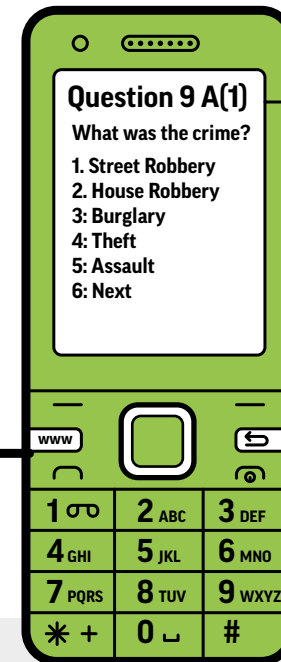 Question 9 A(1)
What was the crime?
1. Street Robbery
2. House Robbery
3: Burglary
4: Theft
5: Assault
6: Next
www
1
2 ABC
3 DEF
4 GHI
5 JKL
6 MNO
7 PQRS
8 TUV
9 WXYZ
* +
0
#